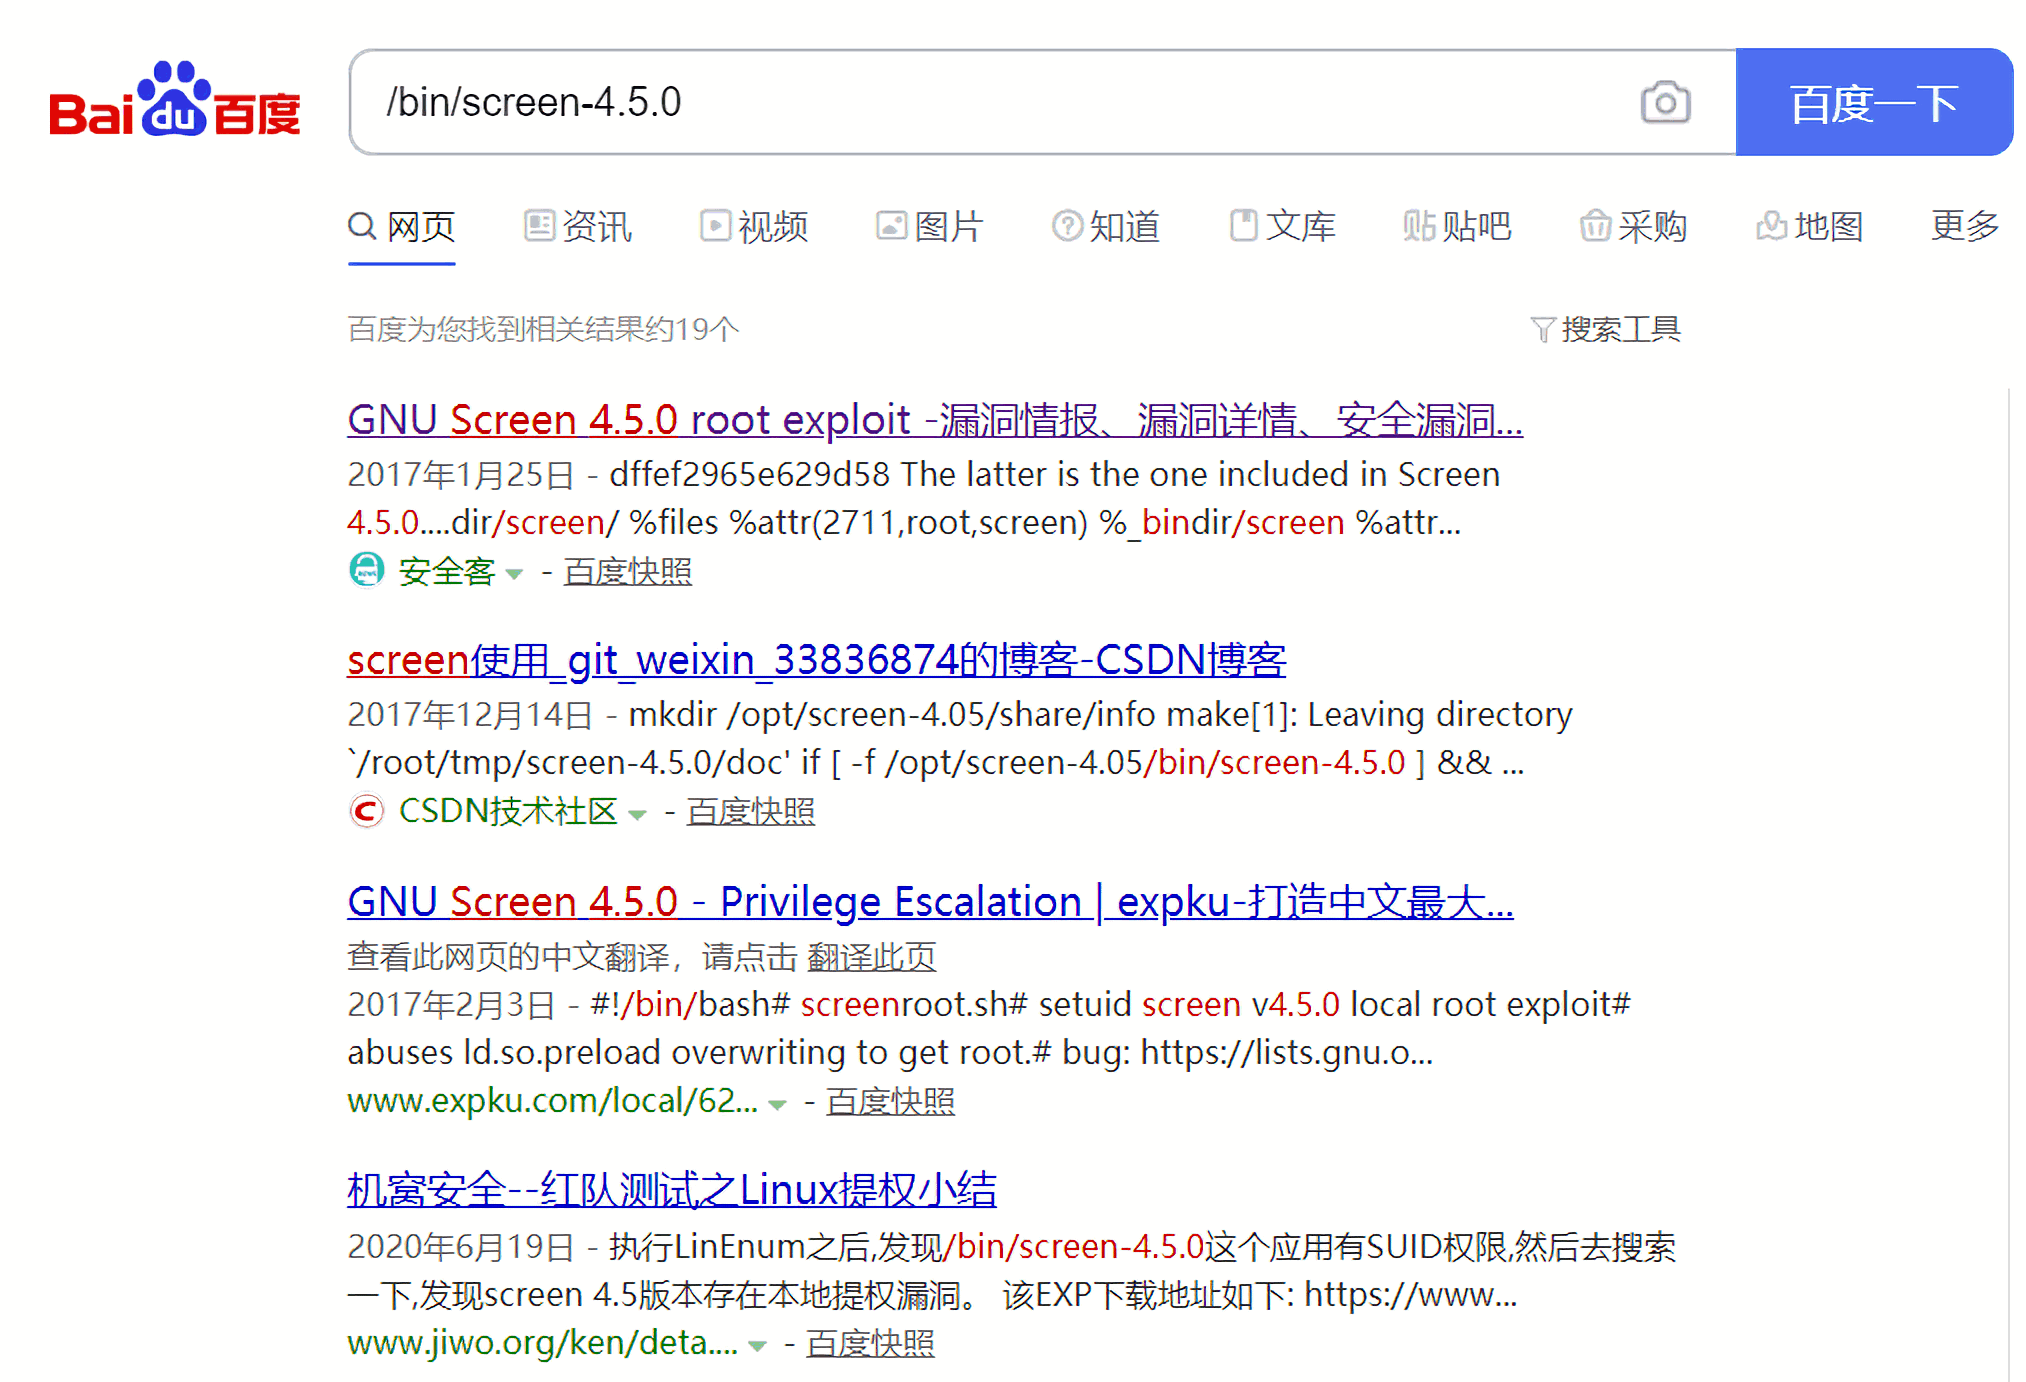 Bai du 百度
/bin/screen-4.5.0
百度一下
网页 资讯 视频 图片 知道 文库 贴 贴吧 采购 地图 更多
百度为您找到相关结果约19个 搜索工具
GNU Screen 4.5.0 root exploit -漏洞情报、漏洞详情、安全漏洞...
2017年1月25日 - dffef2965e629d58 The latter is the one included in Screen
4.5.0....dir/screen/ %files %attr(2711,root,screen) %_bindir/screen %attr...
安全客 - 百度快照
screen使用_git_weixin_33836874的博客-CSDN博客
2017年12月14日 - mkdir /opt/screen-4.05/share/info make[1]: Leaving directory
`/root/tmp/screen-4.5.0/doc' if [ -f /opt/screen-4.05/bin/screen-4.5.0 ] && ...
C CSDN技术社区 - 百度快照
GNU Screen 4.5.0 - Privilege Escalation | expku-打造中文最大...
查看此网页的中文翻译，请点击 翻译此页
2017年2月3日 - #!/bin/bash# screenroot.sh# setuid screen v4.5.0 local root exploit#
abuses ld.so.preload overwriting to get root.# bug: https://lists.gnu.o...
www.expku.com/local/62... - 百度快照
机窝安全--红队测试之Linux提权小结
2020年6月19日 - 执行LinEnum之后,发现/bin/screen-4.5.0这个应用有SUID权限,然后去搜索
一下,发现screen 4.5版本存在本地提权漏洞。 该EXP下载地址如下: https://www...
www.jiwo.org/ken/deta.... - 百度快照